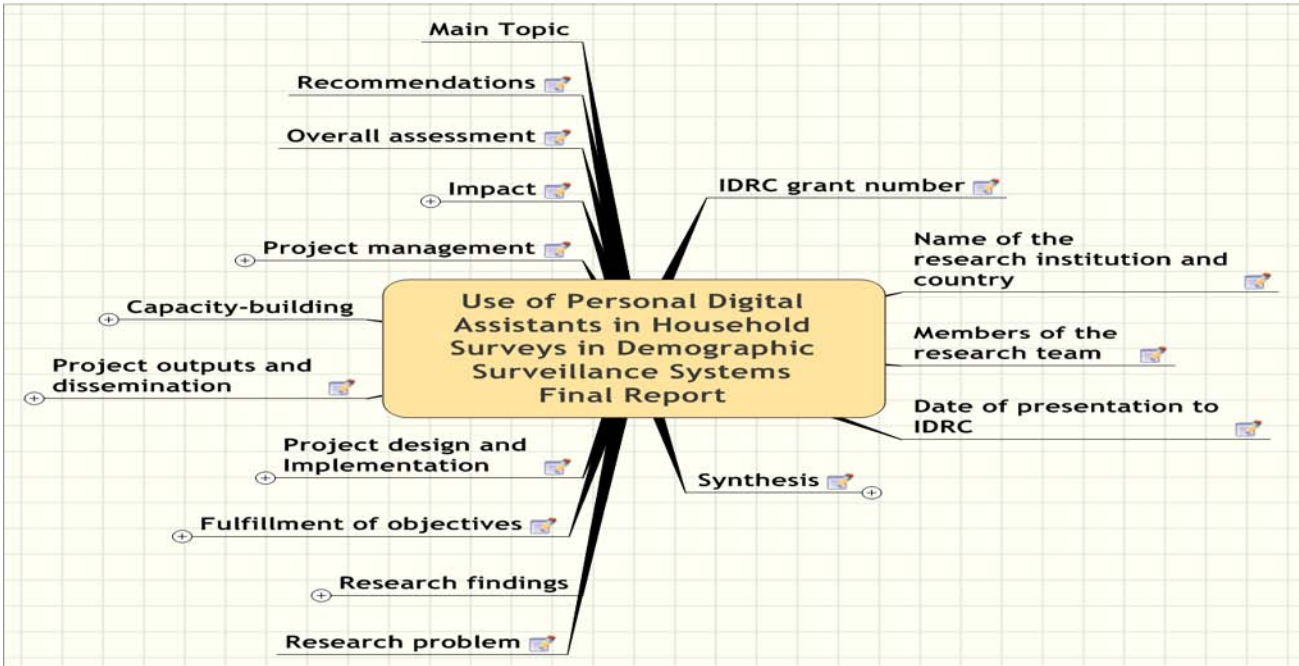 Main Topic
Recommendations
Overall assessment
Impact
Project management
Capacity-building
Project outputs and
dissemination
Project design and
Implementation
Fulfillment of objectives
Research findings
Research problem
Use of Personal Digital
Assistants in Household
Surveys in Demographic
Surveillance Systems
Final Report
IDRC grant number
Name of the
research institution and
country
Members of the
research team
Date of presentation to
IDRC
Synthesis